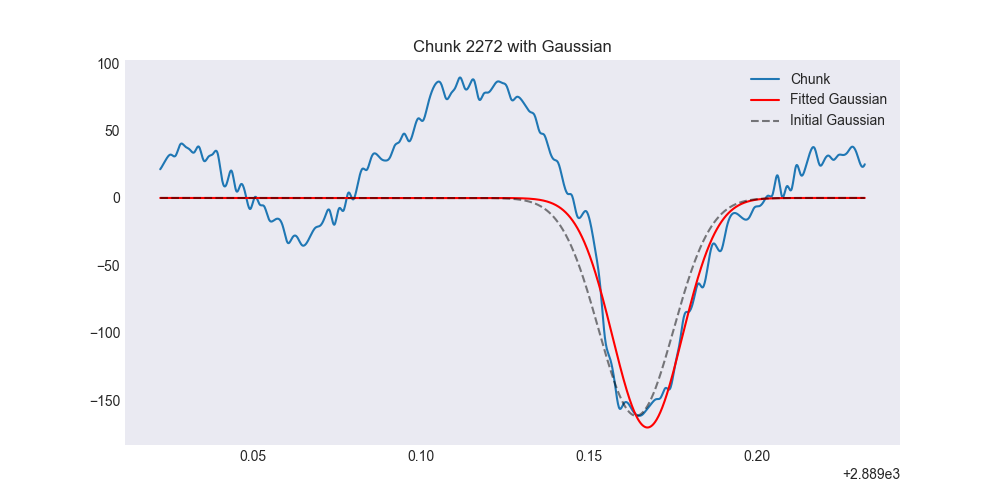 Chunk 2272 with Gaussian
100
50
0
−50
−100
−150
Chunk
Fitted Gaussian
Initial Gaussian
0.05
0.10
0.15
0.20
+2.889e3